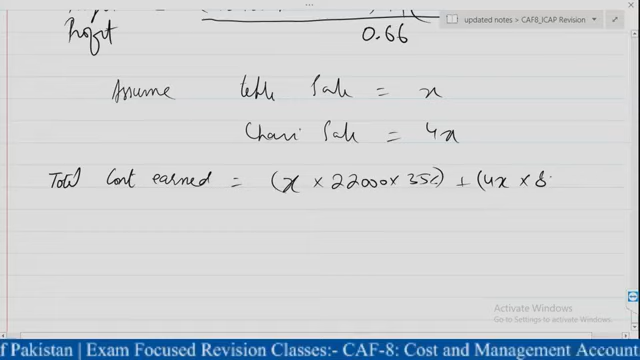 updated notes > CAF8_ICAP Revision
Profit
0.66
Assume Table Sale = x
Chair Sale = 4x
Total Cont earned = (x × 22000 × 35%) + (4x × 8
Activate Windows
Go to Settings to activate Windows.
f Pakistan | Exam Focused Revision Classes:- CAF-8: Cost and Management Accoun